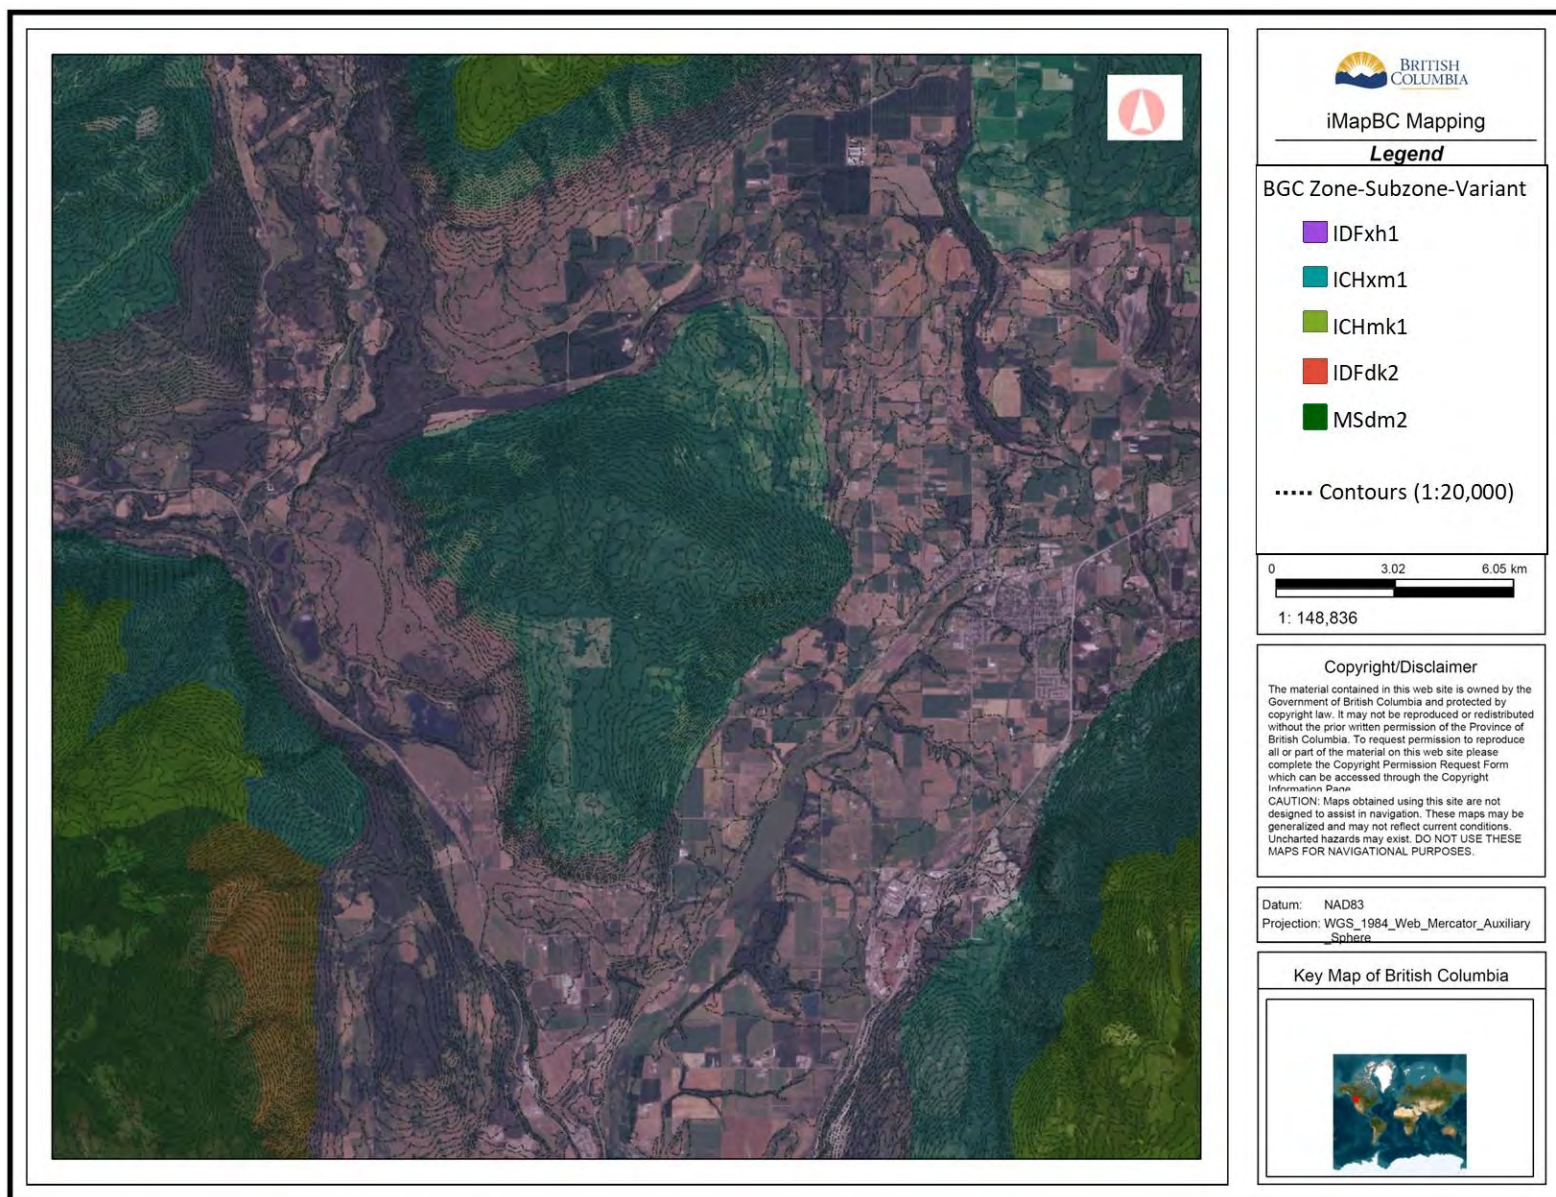 BRITISH
COLUMBIA
iMapBC Mapping
Legend
BGC Zone-Subzone-Variant
IDFxh1
ICHxm1
ICHmk1
IDFdk2
MSdm2
Contours (1:20,000)
0 3.02 6.05 km
1: 148,836
Copyright/Disclaimer
The material contained in this web site is owned by the
Government of British Columbia and protected by
copyright law. It may not be reproduced or redistributed
without the prior written permission of the Province of
British Columbia. To request permission to reproduce
all or part of the material on this web site please
complete the Copyright Permission Request Form
which can be accessed through the Copyright
Information Page
CAUTION: Maps obtained using this site are not
designed to assist in navigation. These maps may be
generalized and may not reflect current conditions.
Uncharted hazards may exist. DO NOT USE THESE
MAPS FOR NAVIGATIONAL PURPOSES.
Datum: NAD83
Projection: WGS_1984_Web_Mercator_Auxiliary
_Sphere
Key Map of British Columbia